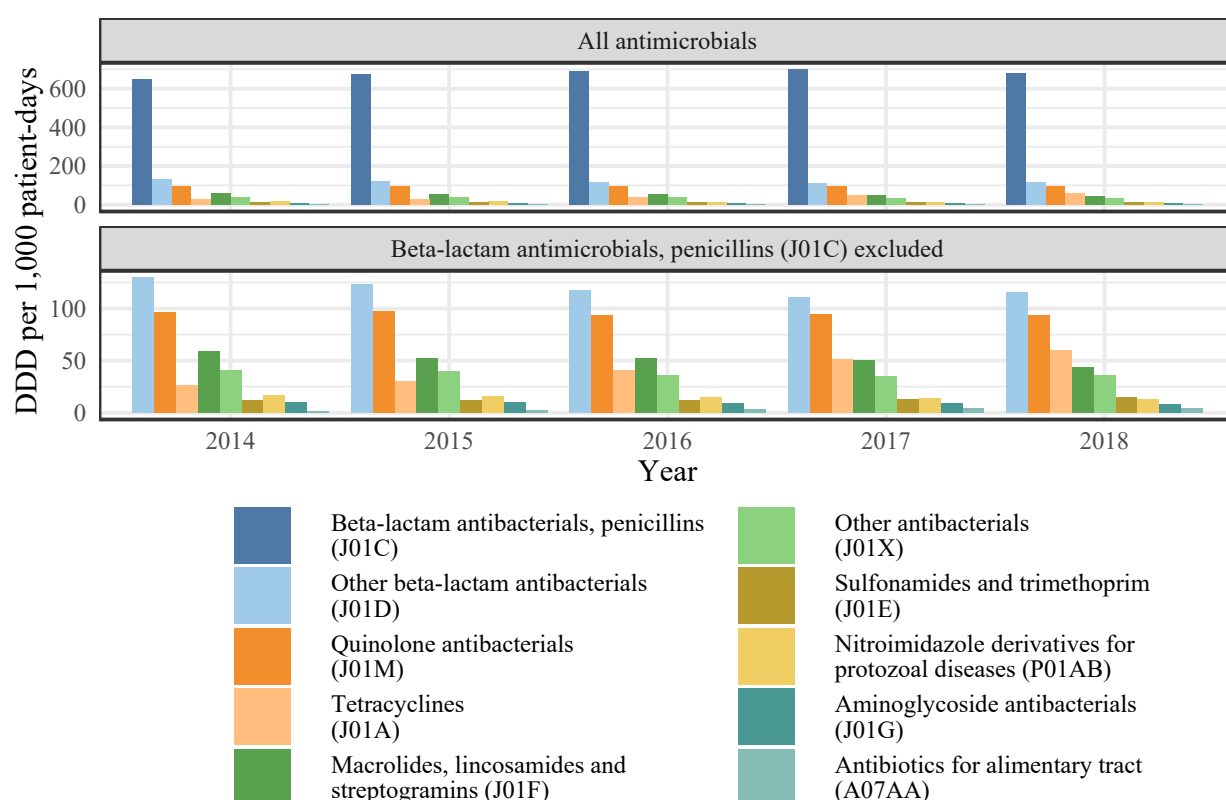 All antimicrobials
600
400
200
0
Beta-lactam antimicrobials, penicillins (J01C) excluded
100
50
0
DDD per 1,000 patient-days
2014 2015 2016 2017 2018
Year
Beta-lactam antibacterials, penicillins
(J01C)
Other beta-lactam antibacterials
(J01D)
Quinolone antibacterials
(J01M)
Tetracyclines
(J01A)
Macrolides, lincosamides and
streptogramins (J01F)
Other antibacterials
(J01X)
Sulfonamides and trimethoprim
(J01E)
Nitroimidazole derivatives for
protozoal diseases (P01AB)
Aminoglycoside antibacterials
(J01G)
Antibiotics for alimentary tract
(A07AA)